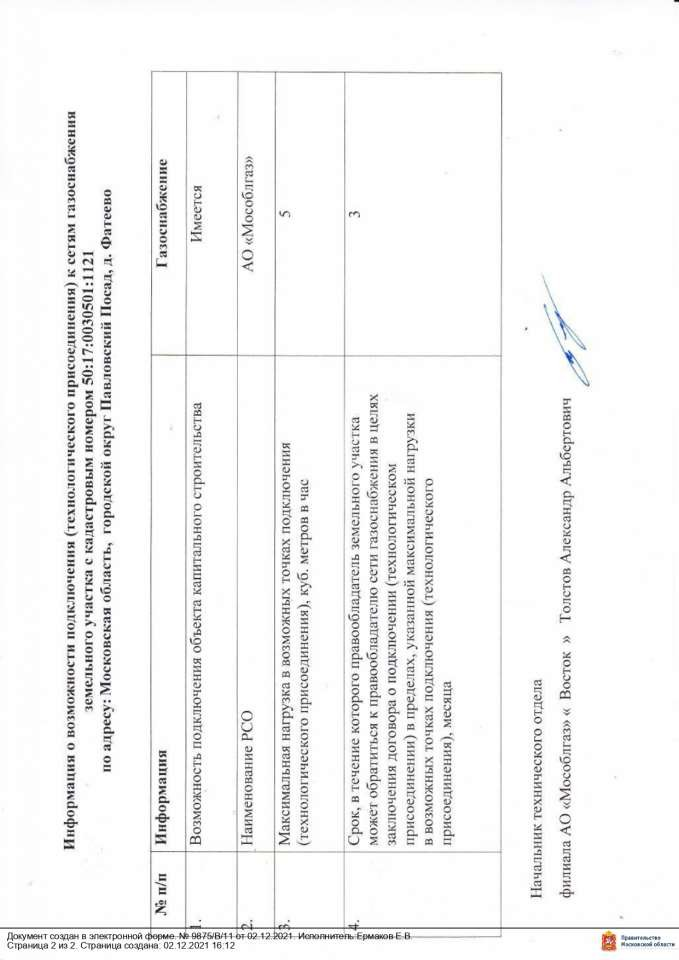 Информация о возможности подключения (технологического присоединения) к сетям газоснабжения
земельного участка с кадастровым номером 50:17:0030501:1121
по адресу: Московская область, городской округ Павловский Посад, д. Фатеево
№ п/п Информация Газоснабжение
1. Возможность подключения объекта капитального строительства Имеется
2. Наименование РСО АО «Мособлгаз»
3. Максимальная нагрузка в возможных точках подключения 5
(технологического присоединения), куб. метров в час
4. Срок, в течение которого правообладатель земельного участка 3
может обратиться к правообладателю сети газоснабжения в целях
заключения договора о подключении (технологическом
присоединении) в пределах, указанной максимальной нагрузки
в возможных точках подключения (технологического
присоединения), месяца
Начальник технического отдела
филиала АО «Мособлгаз» « Восток » Толстов Александр Альбертович
Документ создан в электронной форме. № 9875/В/11 от 02.12.2021. Исполнитель: Ермаков Е.В.
Страница 2 из 2. Страница создана: 02.12.2021 16:12
Правительство
Московской области